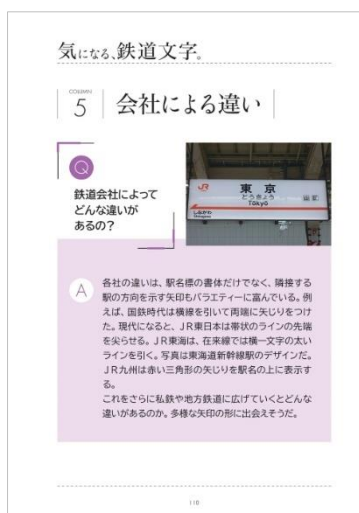 気になる、鉄道文字。
COLUMN
5
会社による違い
Q
鉄道会社によって
どんな違いが
あるの?
JR
東京
とうきょう
Tōkyō
しながわ
A
各社の違いは、駅名標の書体だけでなく、隣接する
駅の方向を示す矢印もバラエティーに富んでいる。例
えば、国鉄時代は横線を引いて両端に矢じりをつけ
た。現代になると、JR東日本は帯状のラインの先端
を尖らせる。JR東海は、在来線では横一文字の太い
ラインを引く。写真は東海道新幹線駅のデザインだ。
JR九州は赤い三角形の矢じりを駅名の上に表示す
る。
これをさらに私鉄や地方鉄道に広げていくとどんな
違いがあるのか。多様な矢印の形に出会えそうだ。